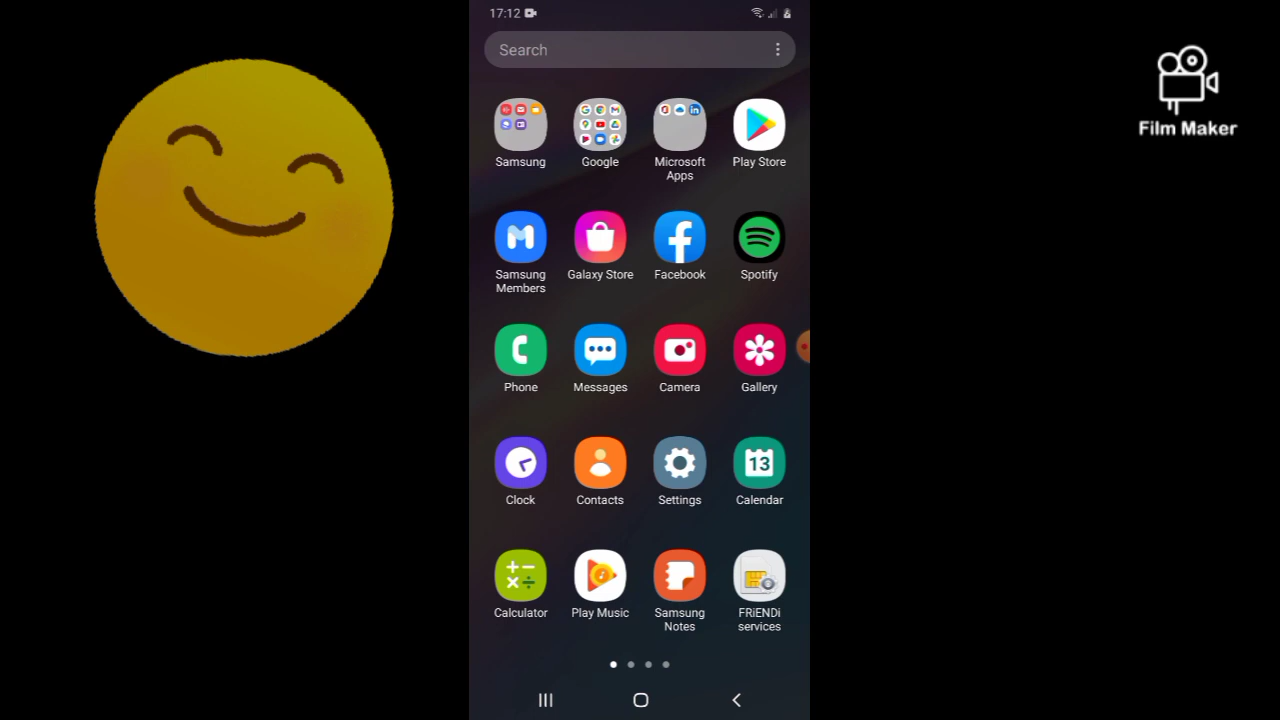 17:12
Search
Film Maker
Samsung
Google
Microsoft
Apps
Play Store
Samsung
Members
Galaxy Store
Facebook
Spotify
Phone
Messages
Camera
Gallery
Clock
Contacts
Settings
13
Calendar
Calculator
Play Music
Samsung
Notes
FRiENDi
services